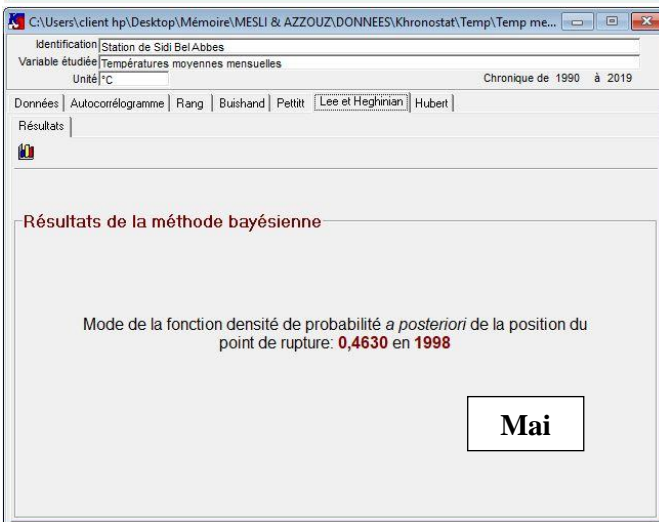 C:\Users\client hp\Desktop\Mémoire\MESLI & AZZOUZ\DONNEES\Khronostat\Temp\Temp me...
Identification Station de Sidi Bel Abbes
Variable étudiée Températures moyennes mensuelles
Unité °C Chronique de 1990 à 2019
Données Autocorrélogramme Rang Buishand Pettitt Lee et Heghinian Hubert
Résultats
Résultats de la méthode bayésienne
Mode de la fonction densité de probabilité a posteriori de la position du
point de rupture: 0,4630 en 1998
Mai